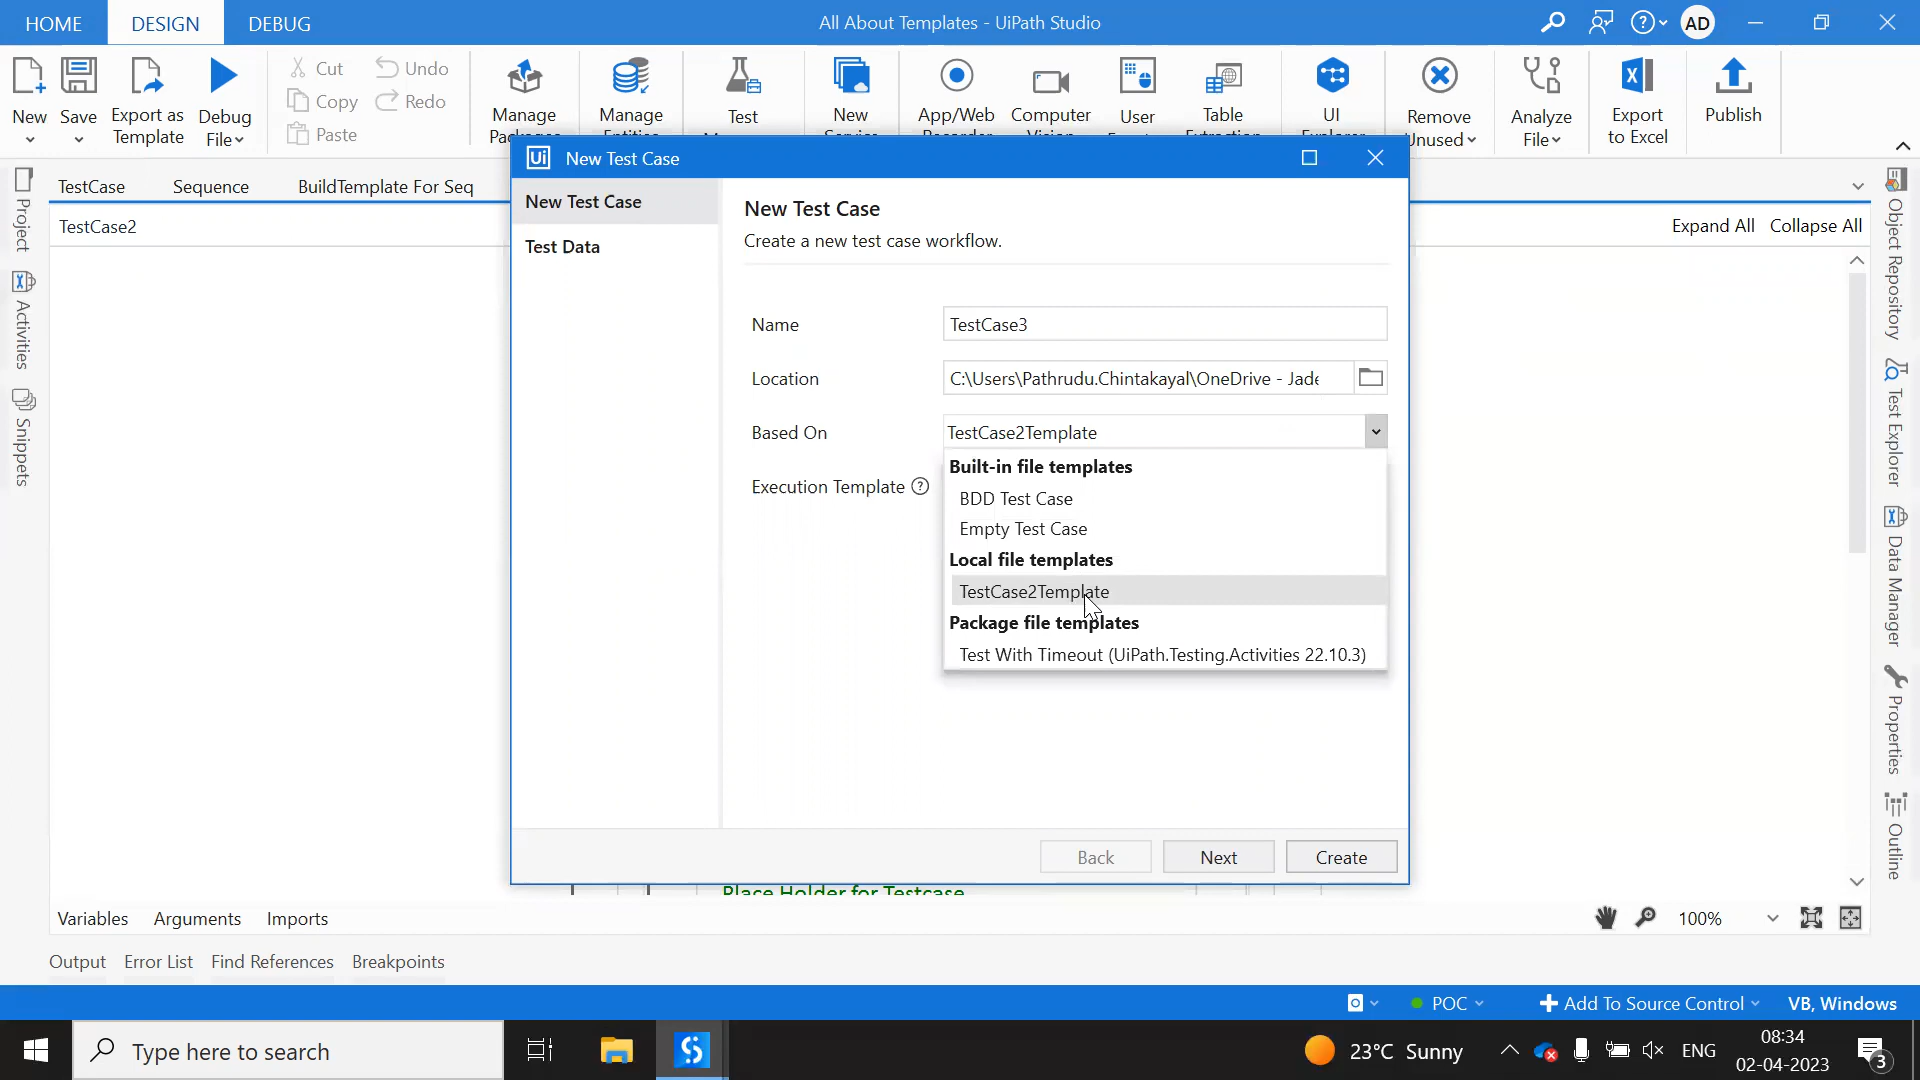 HOME
DESIGN
DEBUG
All About Templates - UiPath Studio
AD
New
Save
Export as
Template
Debug
File
Cut
Copy
Paste
Undo
Redo
Manage
Packages
Manage
Entities
Test
New
Service
App/Web
Recorder
Computer
Vision
User
Table
Extraction
UI
Explorer
Remove
Unused
Analyze
File
Export
to Excel
Publish
Project
Activities
Snippets
TestCase
Sequence
BuildTemplate For Seq
TestCase2
Expand All
Collapse All
Ui New Test Case
New Test Case
Test Data
New Test Case
Create a new test case workflow.
Name
TestCase3
Location
C:\Users\Pathrudu.Chintakayal\OneDrive - Jade
Based On
TestCase2Template
Execution Template ?
Built-in file templates
BDD Test Case
Empty Test Case
Local file templates
TestCase2Template
Package file templates
Test With Timeout (UiPath.Testing.Activities 22.10.3)
Back
Next
Create
Place Holder for Testcase
Object Repository
Test Explorer
Data Manager
Properties
Outline
Variables
Arguments
Imports
100%
Output
Error List
Find References
Breakpoints
POC
Add To Source Control
VB, Windows
Type here to search
23°C Sunny
ENG
08:34
02-04-2023
3